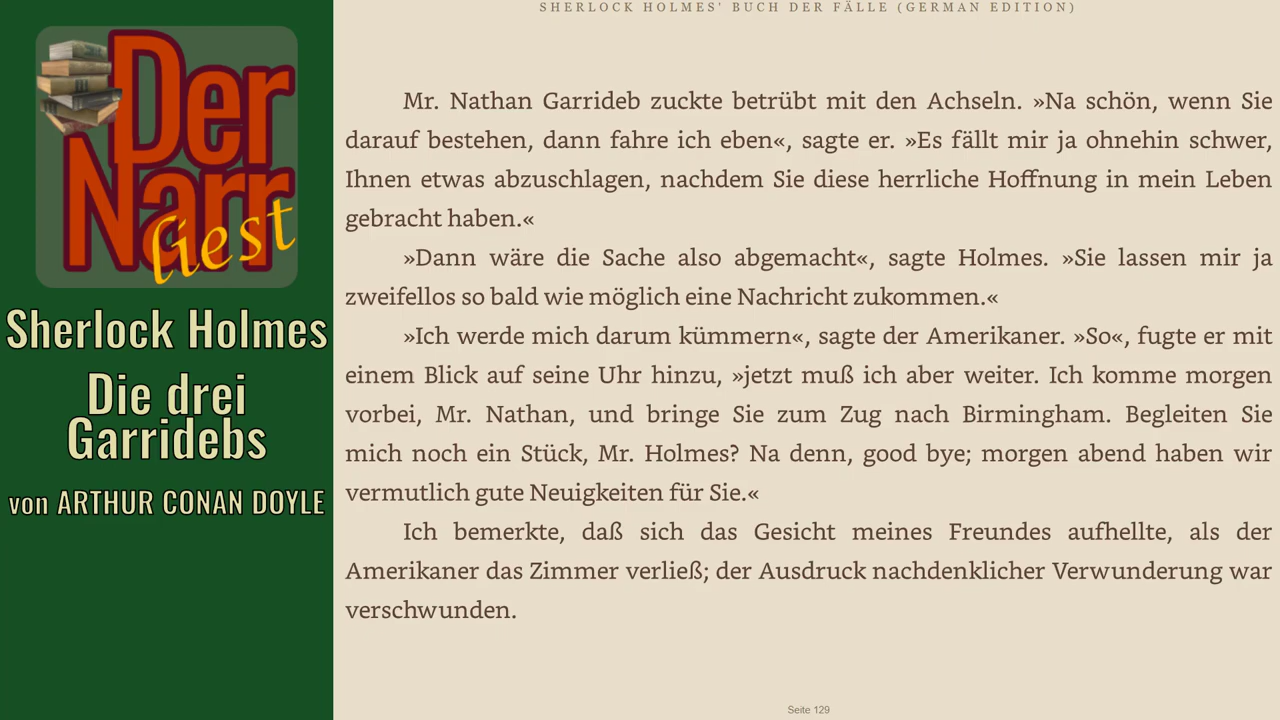 Der
Narr
liest
Sherlock Holmes
Die drei
Garridebs
von ARTHUR CONAN DOYLE
SHERLOCK HOLMES' BUCH DER FÄLLE (GERMAN EDITION)
Mr. Nathan Garrideb zuckte betrübt mit den Achseln. »Na schön, wenn Sie
darauf bestehen, dann fahre ich eben«, sagte er. »Es fällt mir ja ohnehin schwer,
Ihnen etwas abzuschlagen, nachdem Sie diese herrliche Hoffnung in mein Leben
gebracht haben.«
»Dann wäre die Sache also abgemacht«, sagte Holmes. »Sie lassen mir ja
zweifellos so bald wie möglich eine Nachricht zukommen.«
»Ich werde mich darum kümmern«, sagte der Amerikaner. »So«, fugte er mit
einem Blick auf seine Uhr hinzu, »jetzt muß ich aber weiter. Ich komme morgen
vorbei, Mr. Nathan, und bringe Sie zum Zug nach Birmingham. Begleiten Sie
mich noch ein Stück, Mr. Holmes? Na denn, good bye; morgen abend haben wir
vermutlich gute Neuigkeiten für Sie.«
Ich bemerkte, daß sich das Gesicht meines Freundes aufhellte, als der
Amerikaner das Zimmer verließ; der Ausdruck nachdenklicher Verwunderung war
verschwunden.
Seite 129